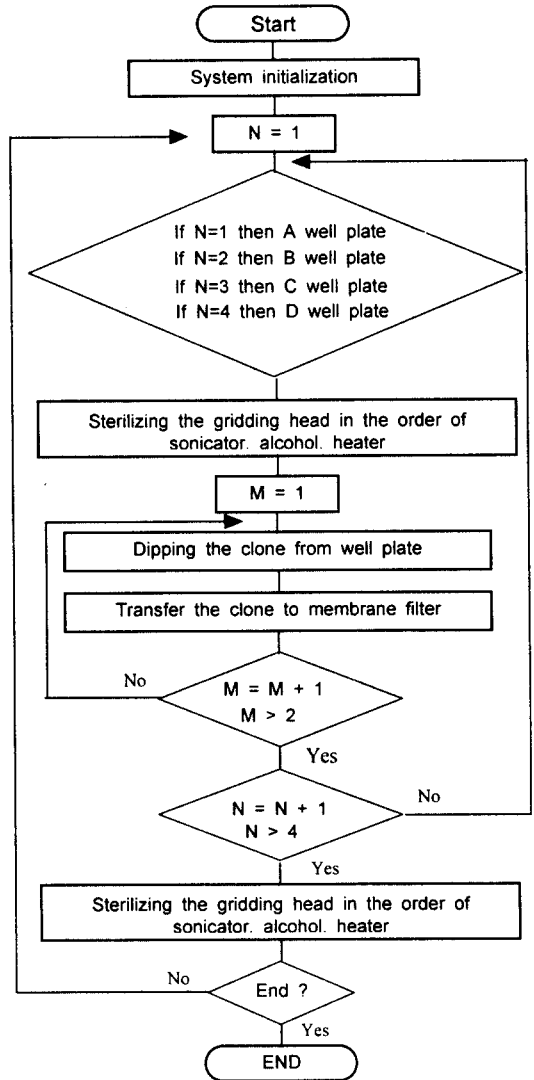 Start
System initialization
N = 1
If N=1 then A well plate
If N=2 then B well plate
If N=3 then C well plate
If N=4 then D well plate
Sterilizing the gridding head in the order of
sonicator. alcohol. heater
M = 1
Dipping the clone from well plate
Transfer the clone to membrane filter
No
M = M + 1
M > 2
Yes
No
N = N + 1
N > 4
Yes
Sterilizing the gridding head in the order of
sonicator. alcohol. heater
No
End ?
Yes
END